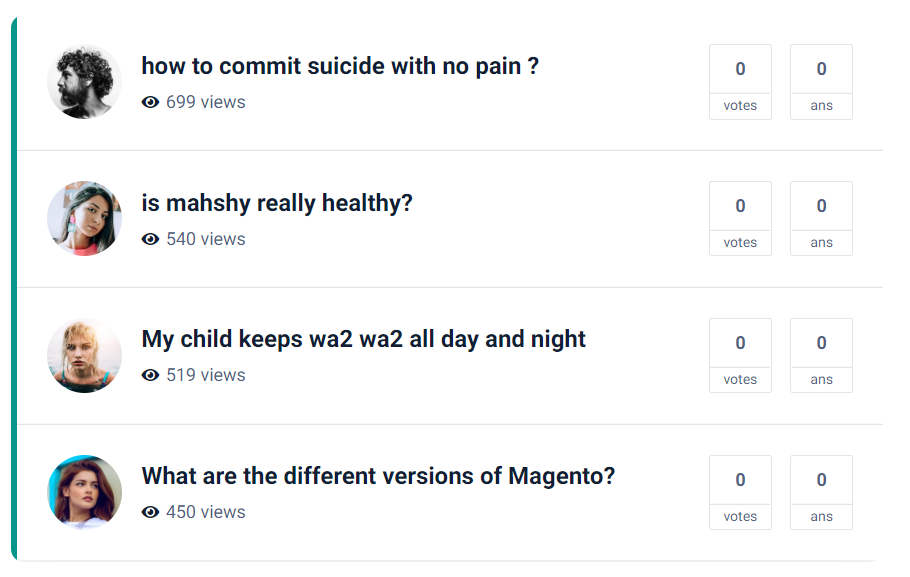 how to commit suicide with no pain ?
699 views
0
votes
0
ans
is mahshy really healthy?
540 views
0
votes
0
ans
My child keeps wa2 wa2 all day and night
519 views
0
votes
0
ans
What are the different versions of Magento?
450 views
0
votes
0
ans